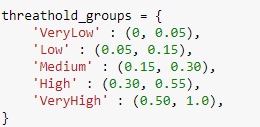 threathold_groups = {
    'VeryLow' : (0, 0.05),
    'Low' : (0.05, 0.15),
    'Medium' : (0.15, 0.30),
    'High' : (0.30, 0.55),
    'VeryHigh' : (0.50, 1.0),
}